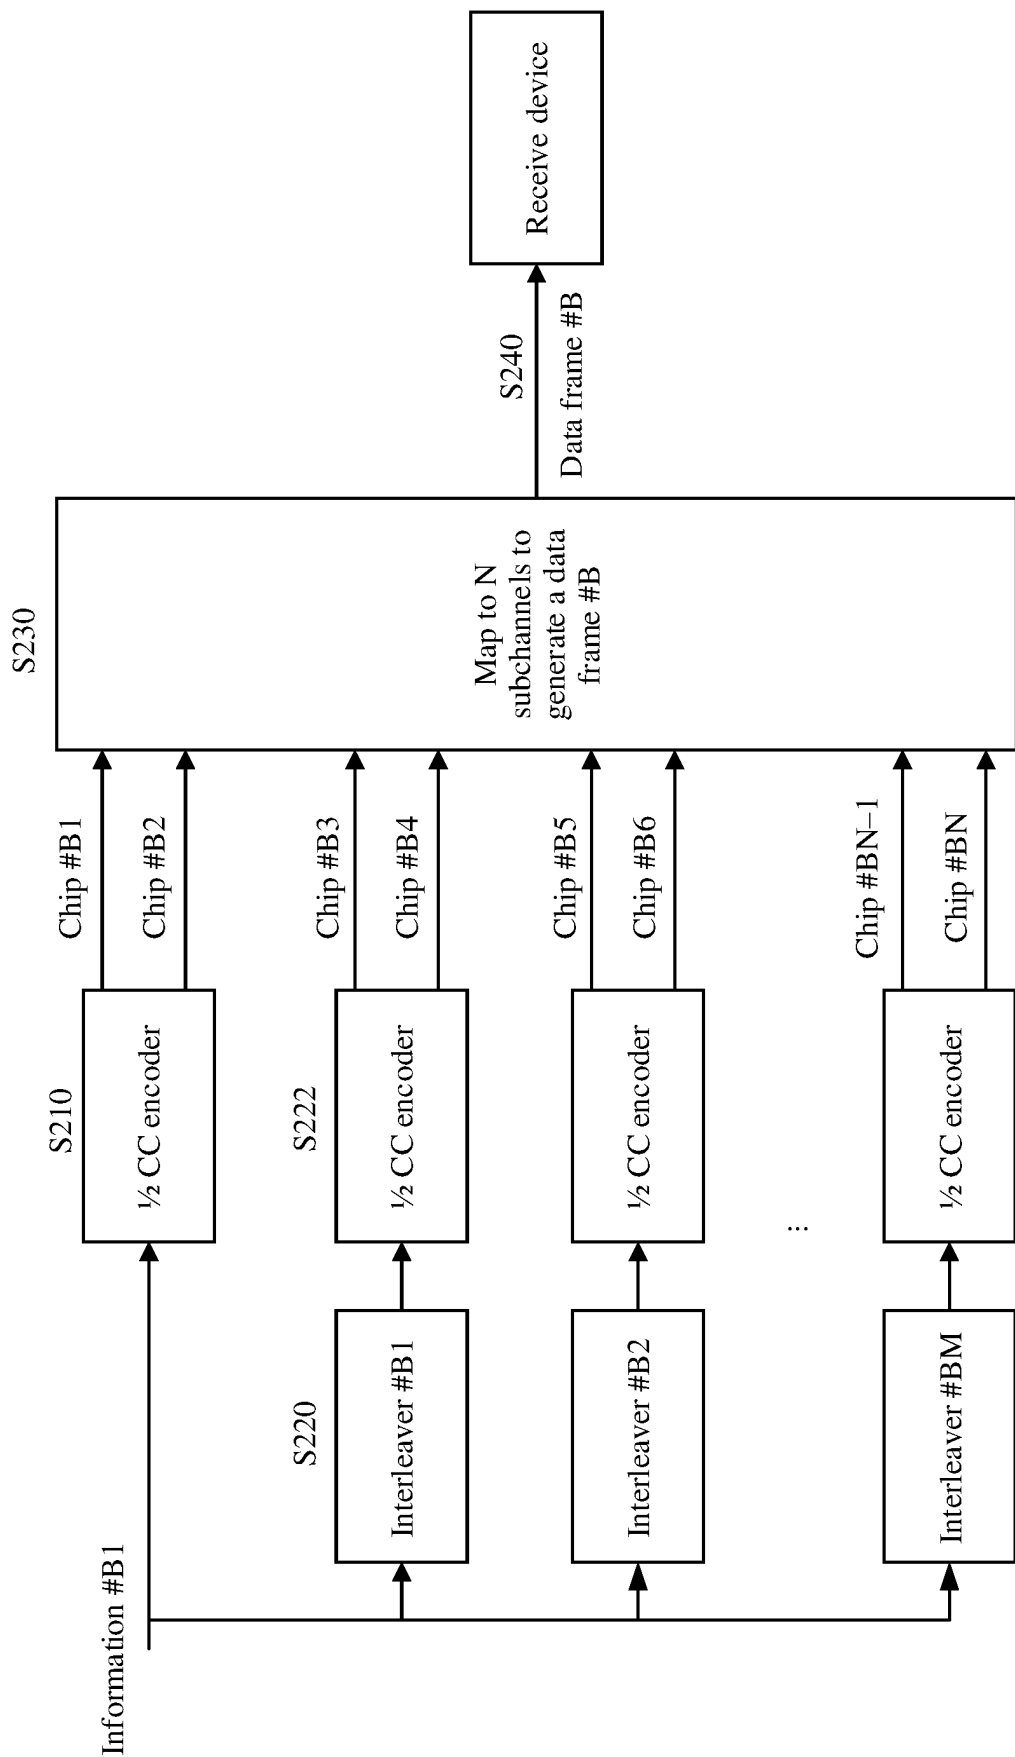 Information #B1
S210
½ CC encoder
Chip #B1
Chip #B2
S220
Interleaver #B1
S222
½ CC encoder
Chip #B3
Chip #B4
Interleaver #B2
½ CC encoder
Chip #B5
Chip #B6
...
Interleaver #BM
½ CC encoder
Chip #BN–1
Chip #BN
S230
Map to N
subchannels to
generate a data
frame #B
S240
Data frame #B
Receive device